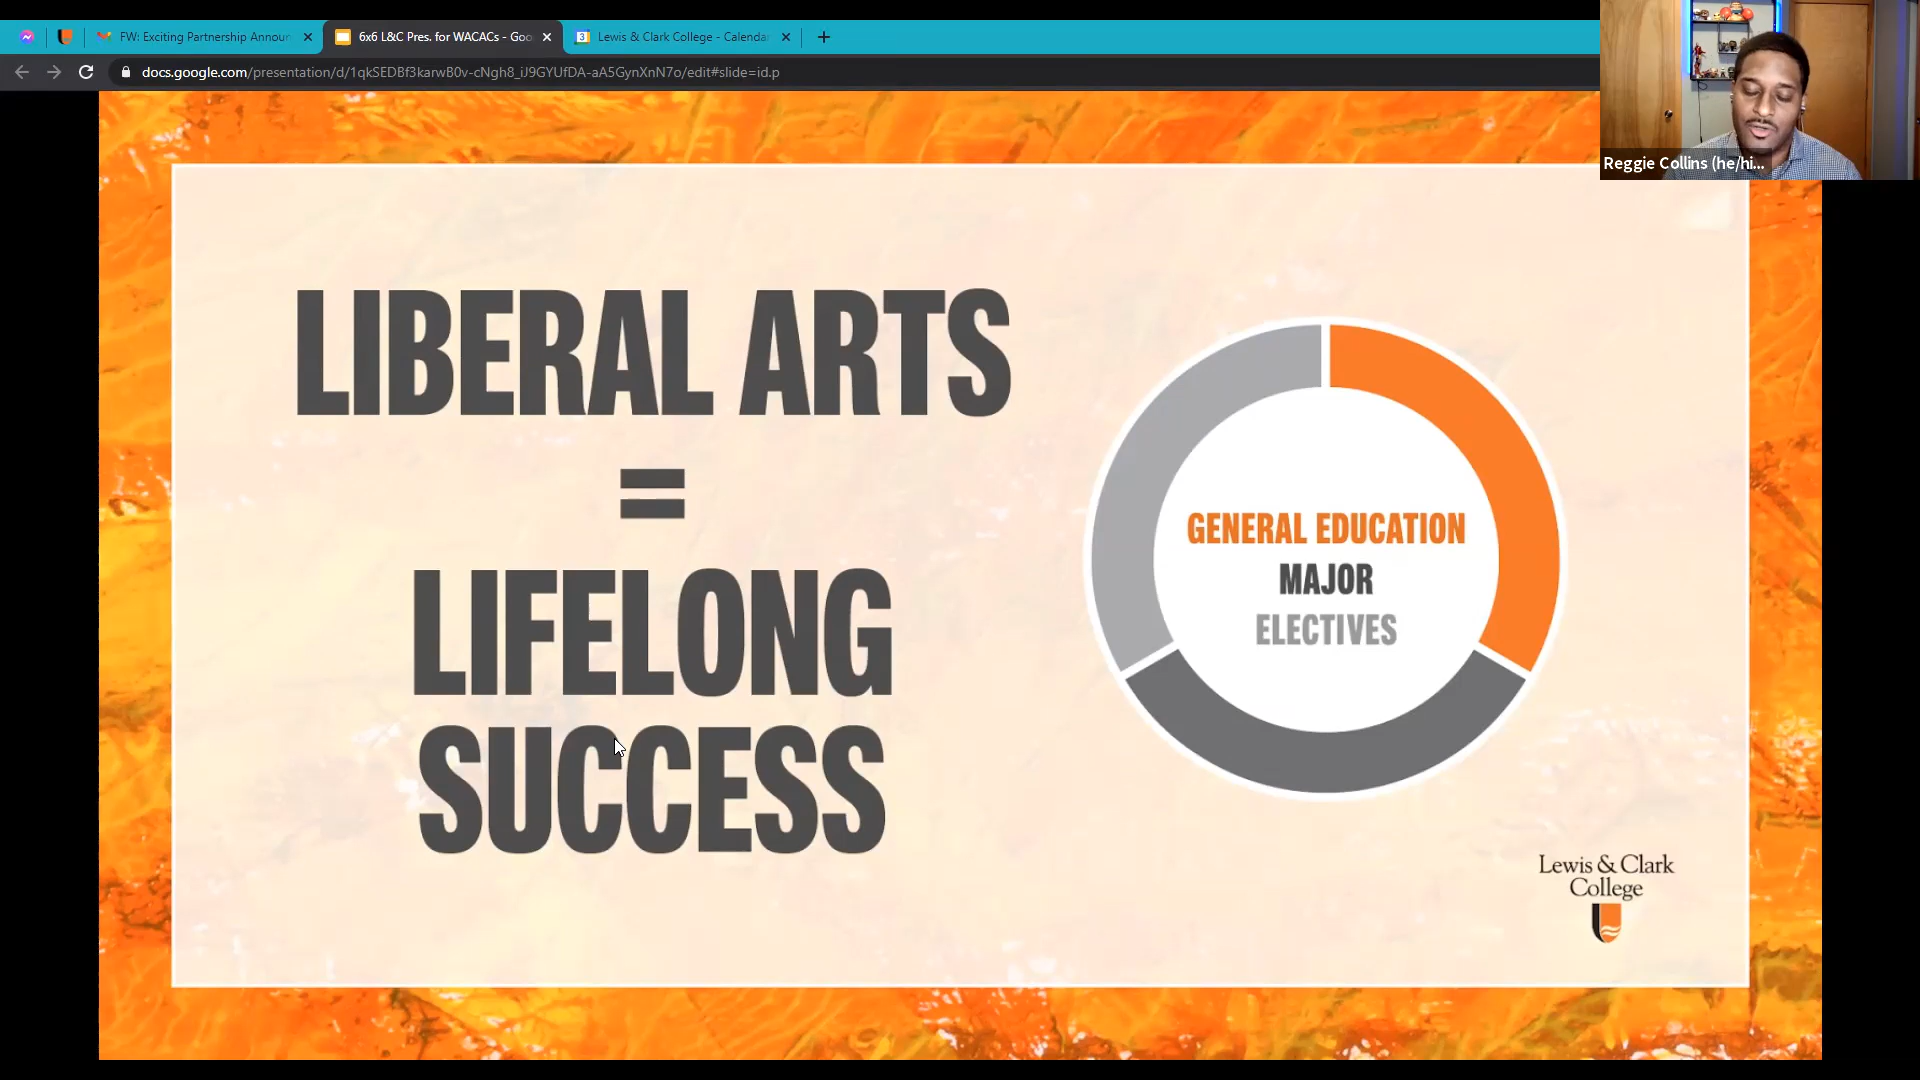 FW: Exciting Partnership Announ
6x6 L&C Pres. for WACACs - Goo
3
Lewis & Clark College - Calenda
docs.google.com/presentation/d/1qkSEDBf3karwB0v-cNgh8_iJ9GYUfDA-aA5GynXnN7o/edit#slide=id.p
Reggie Collins (he/hi...
LIBERAL ARTS
=
LIFELONG
SUCCESS
GENERAL EDUCATION
MAJOR
ELECTIVES
Lewis & Clark
College